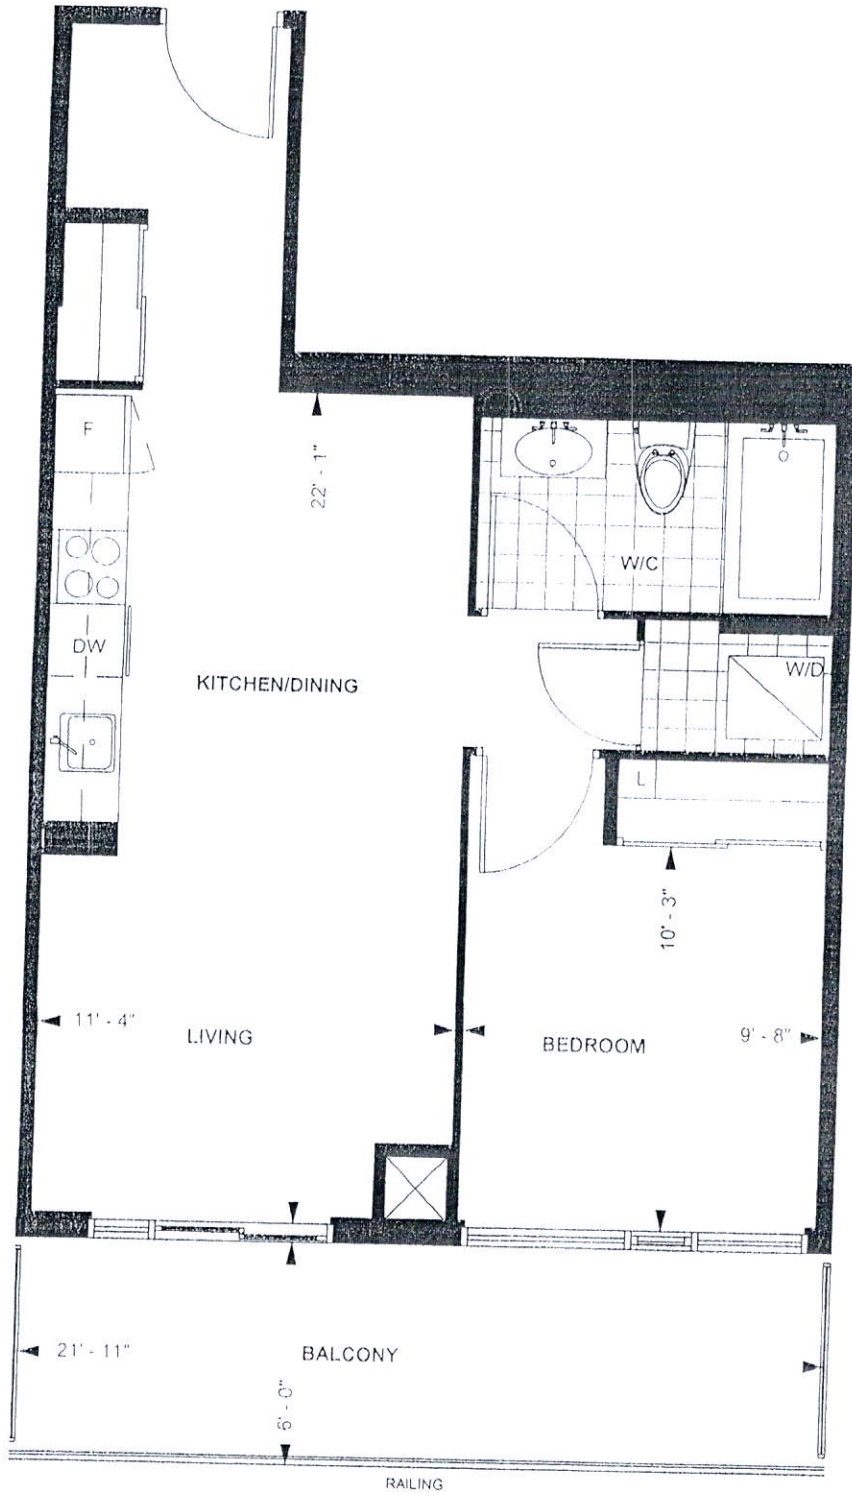 F
22' - 1"
W/C
DW
W/D
KITCHEN/DINING
L
10' - 3"
11' - 4"
LIVING
BEDROOM
9' - 8"
21' - 11"
BALCONY
6' - 0"
RAILING